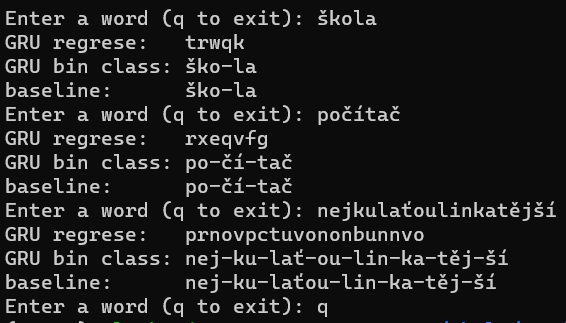 Enter a word (q to exit): škola
GRU regrese:   trwqk
GRU bin class: ško-la
baseline:      ško-la
Enter a word (q to exit): počítač
GRU regrese:   rxeqvfg
GRU bin class: po-čí-tač
baseline:      po-čí-tač
Enter a word (q to exit): nejkulaťoulinkatější
GRU regrese:   prnovpctuvononbunnvo
GRU bin class: nej-ku-lať-ou-lin-ka-těj-ší
baseline:      nej-ku-laťou-lin-ka-těj-ší
Enter a word (q to exit): q